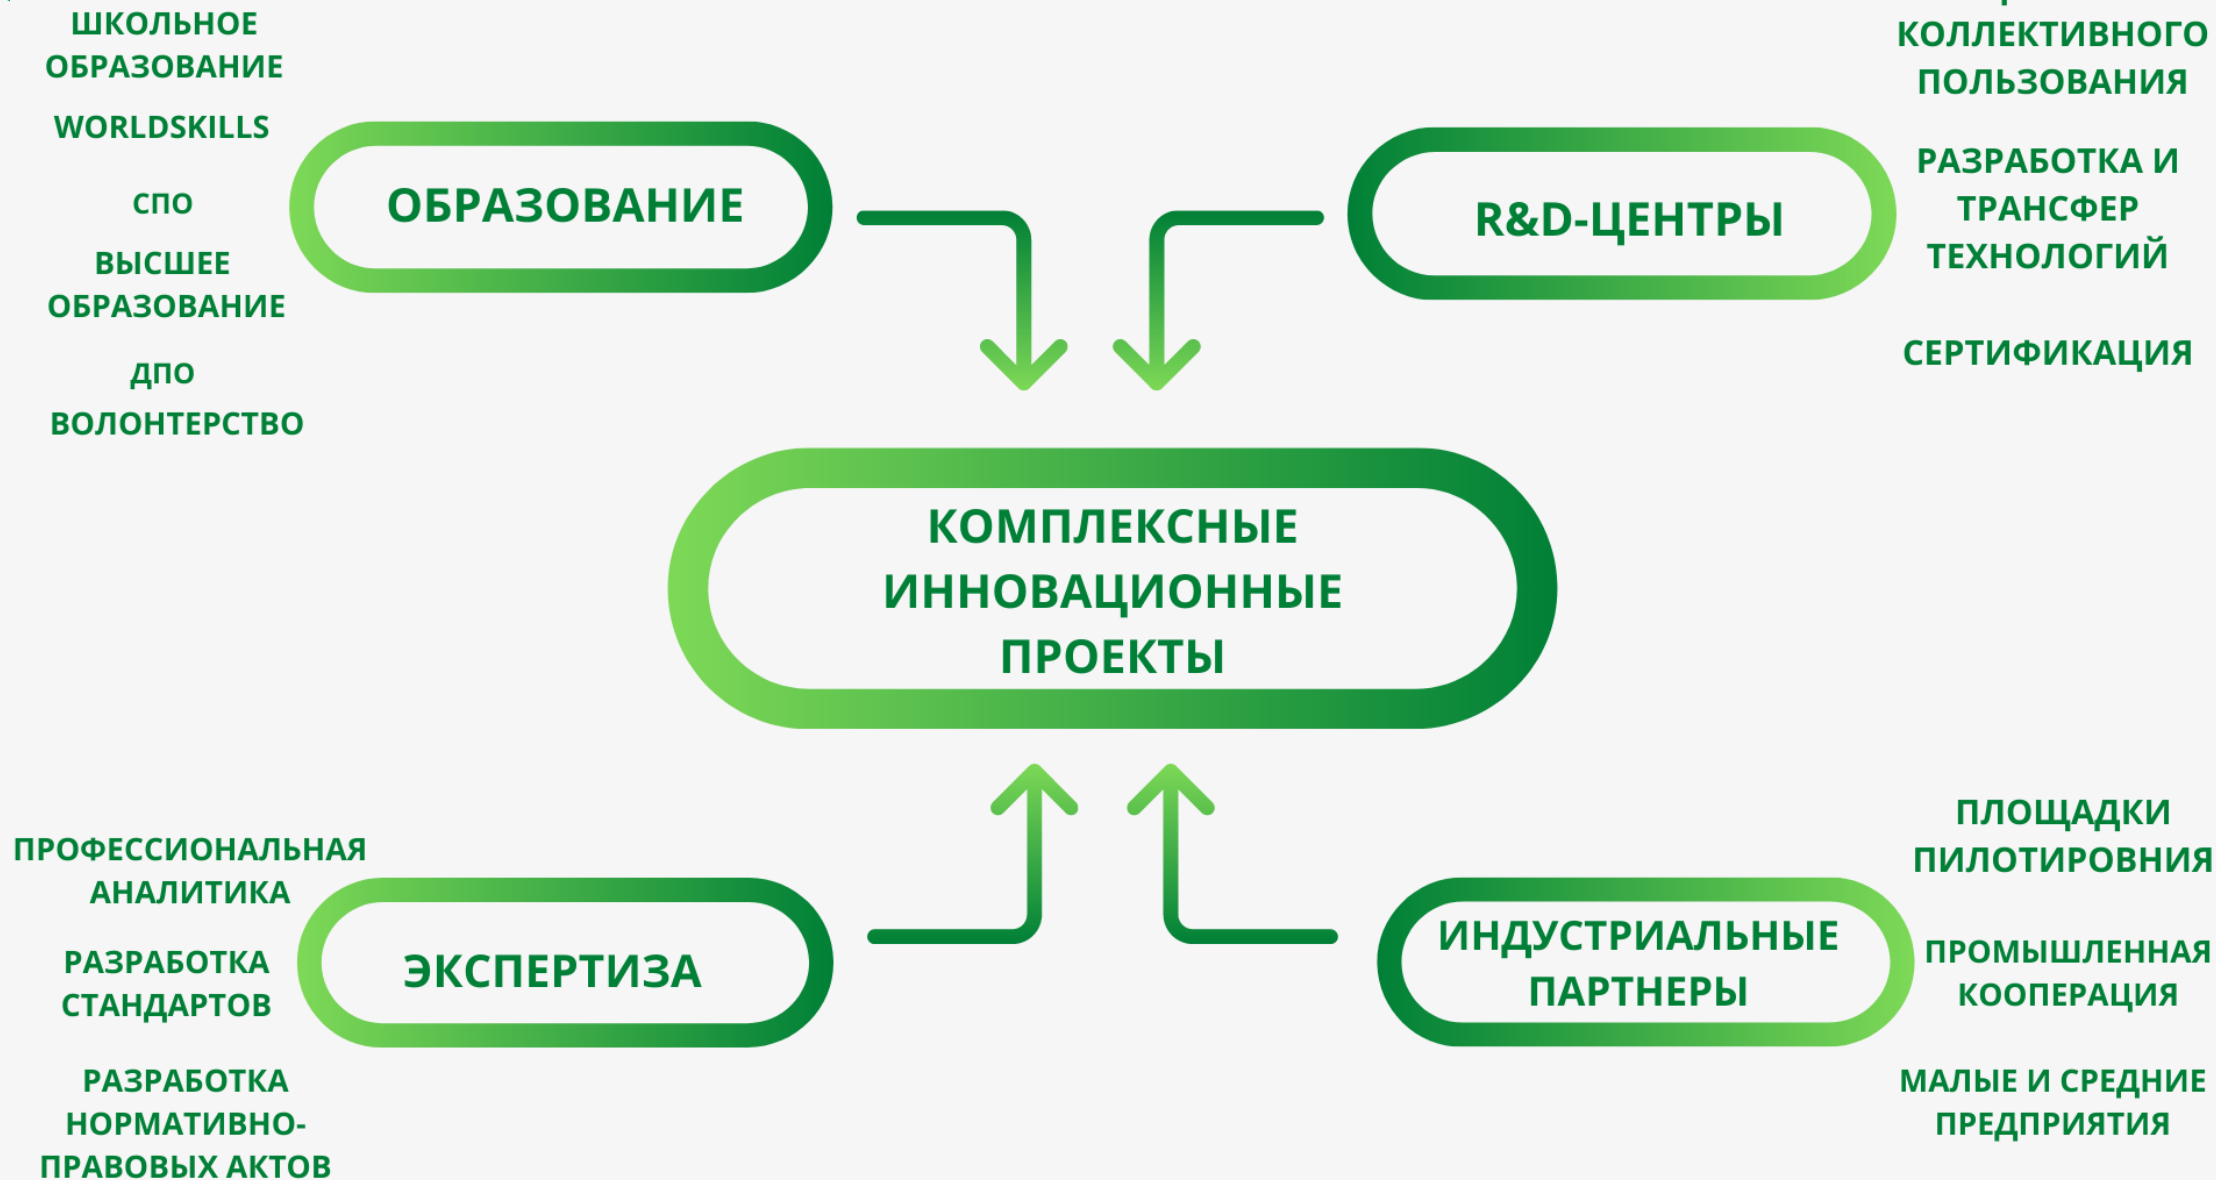 ШКОЛЬНОЕ
ОБРАЗОВАНИЕ
WORLDSKILLS
СПО
ВЫСШЕЕ
ОБРАЗОВАНИЕ
ДПО
ВОЛОНТЕРСТВО
ОБРАЗОВАНИЕ
R&D-ЦЕНТРЫ
КОЛЛЕКТИВНОГО
ПОЛЬЗОВАНИЯ
РАЗРАБОТКА И
ТРАНСФЕР
ТЕХНОЛОГИЙ
СЕРТИФИКАЦИЯ
КОМПЛЕКСНЫЕ
ИННОВАЦИОННЫЕ
ПРОЕКТЫ
ПРОФЕССИОНАЛЬНАЯ
АНАЛИТИКА
РАЗРАБОТКА
СТАНДАРТОВ
РАЗРАБОТКА
НОРМАТИВНО-
ПРАВОВЫХ АКТОВ
ЭКСПЕРТИЗА
ИНДУСТРИАЛЬНЫЕ
ПАРТНЕРЫ
ПЛОЩАДКИ
ПИЛОТИРОВНИЯ
ПРОМЫШЛЕННАЯ
КООПЕРАЦИЯ
МАЛЫЕ И СРЕДНИЕ
ПРЕДПРИЯТИЯ